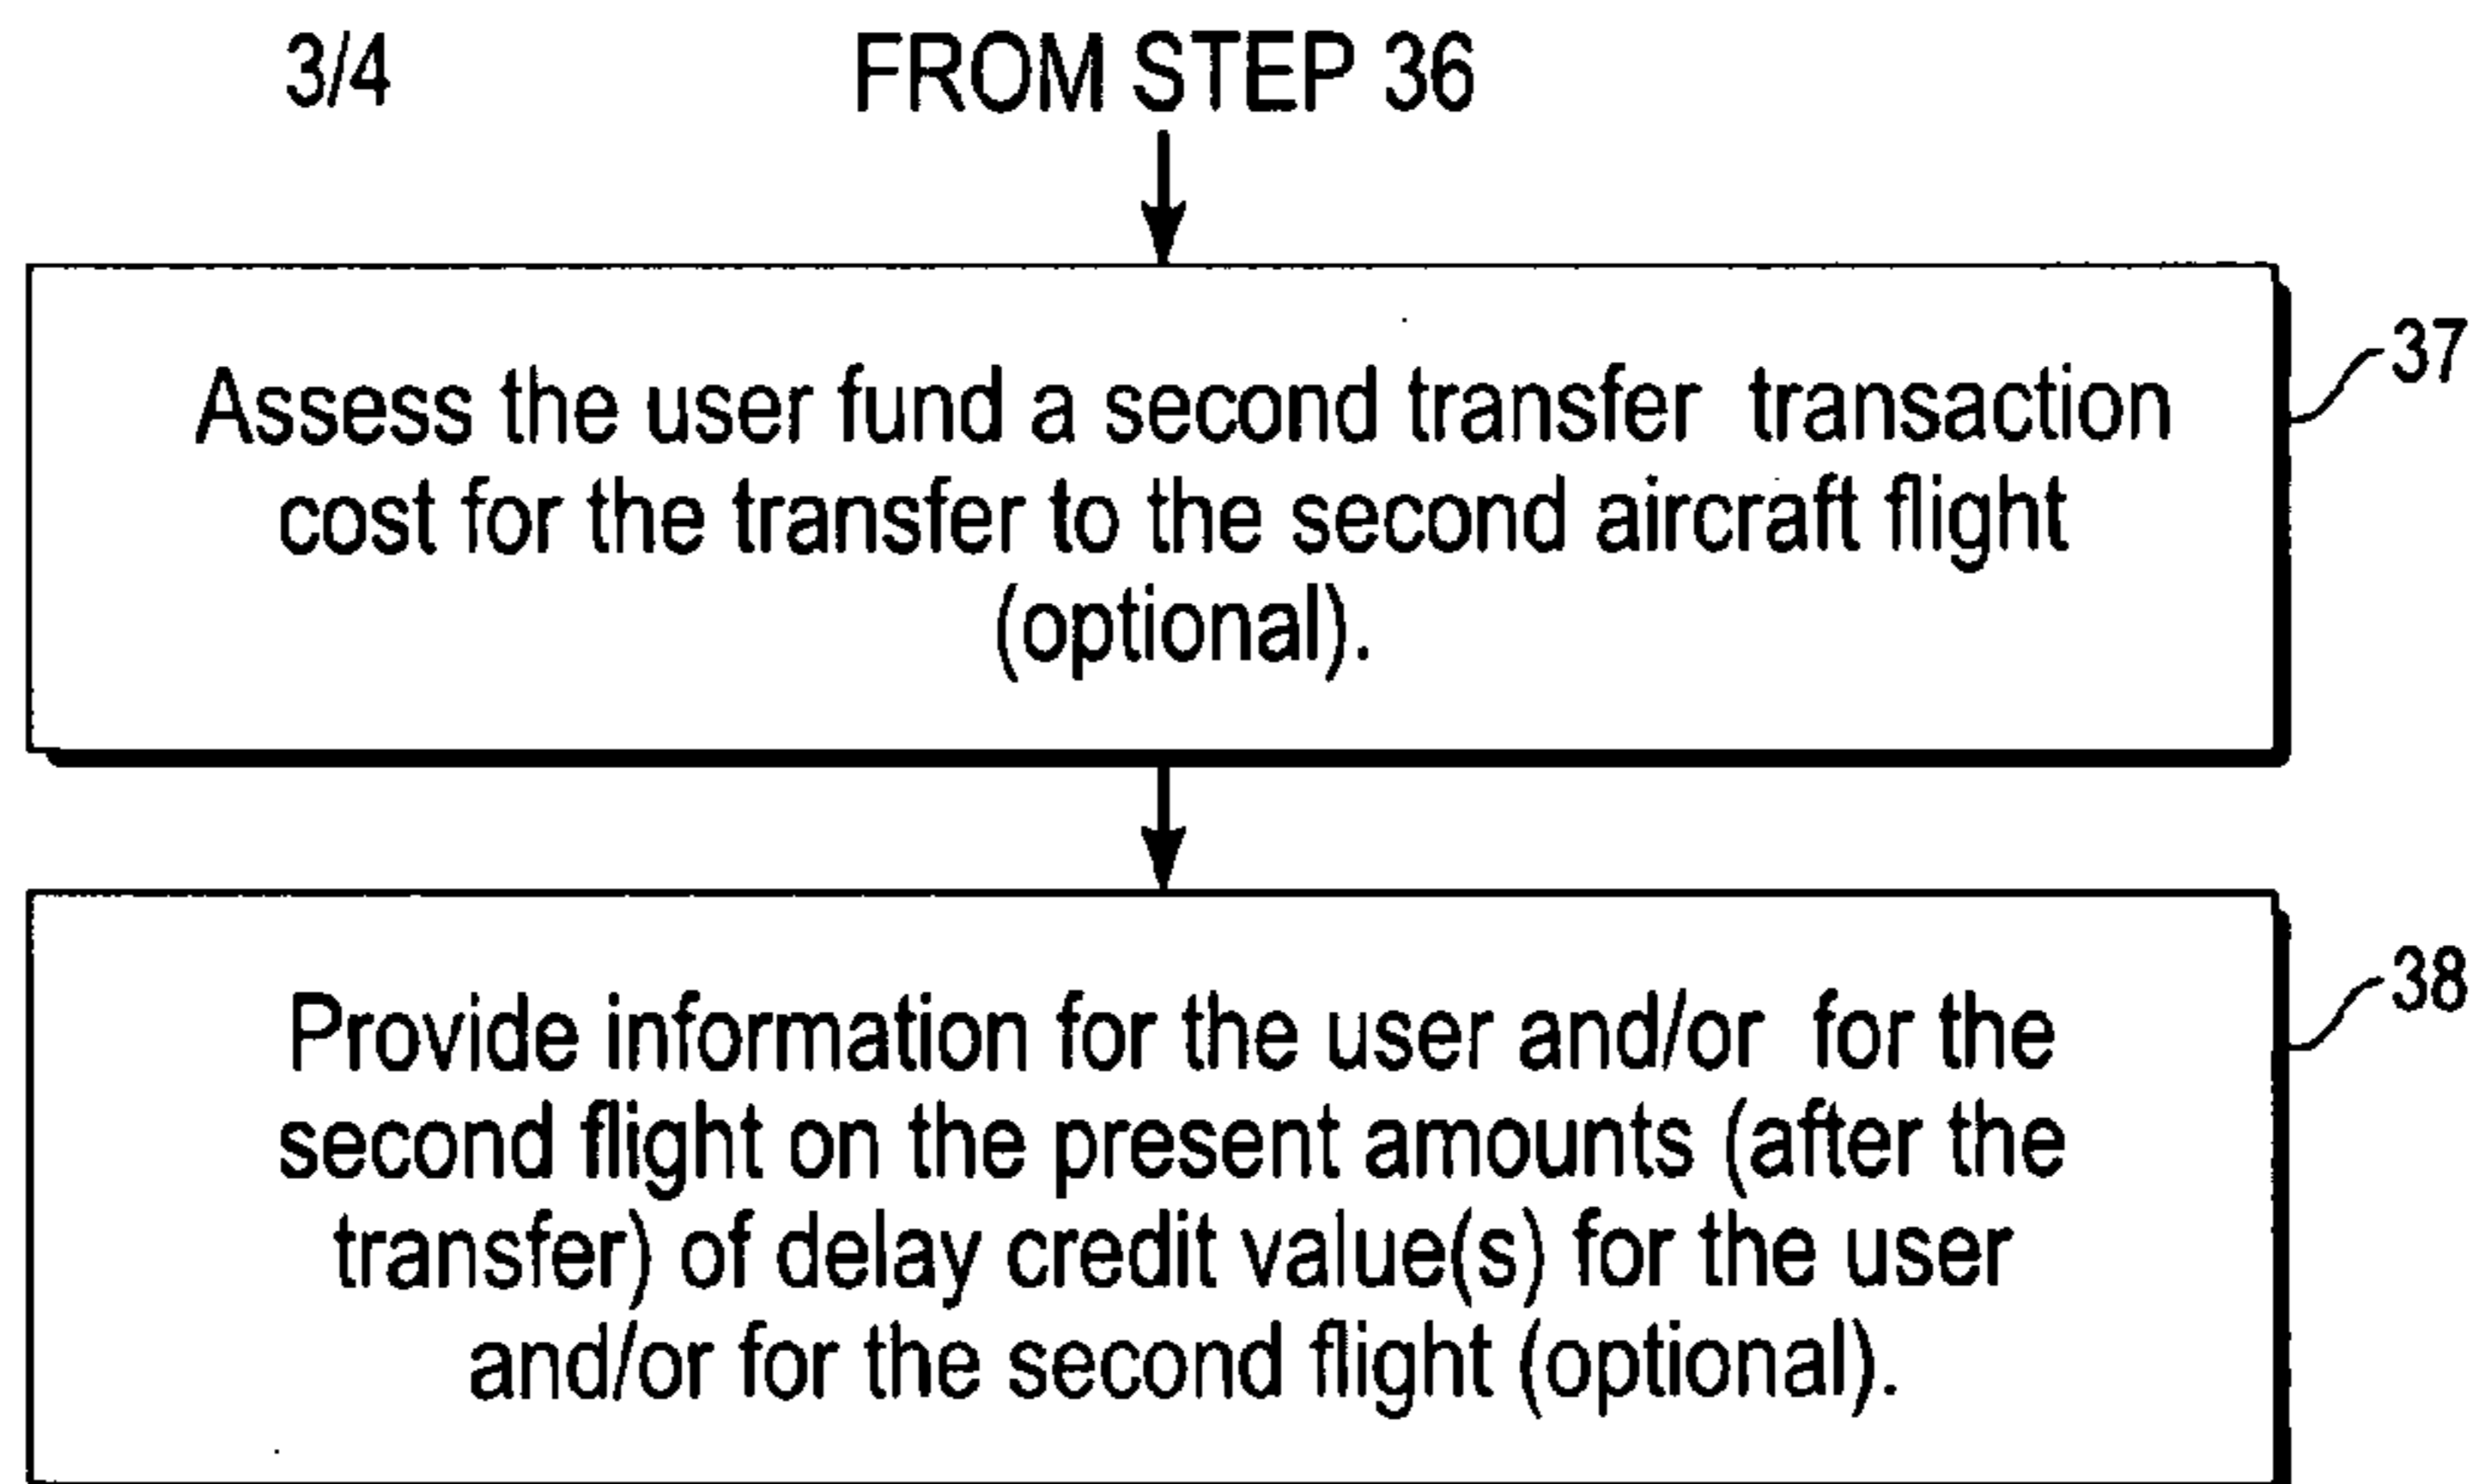 3/4
FROM STEP 36
Assess the user fund a second transfer transaction
cost for the transfer to the second aircraft flight
(optional).
37
Provide information for the user and/or for the
second flight on the present amounts (after the
transfer) of delay credit value(s) for the user
and/or for the second flight (optional).
38